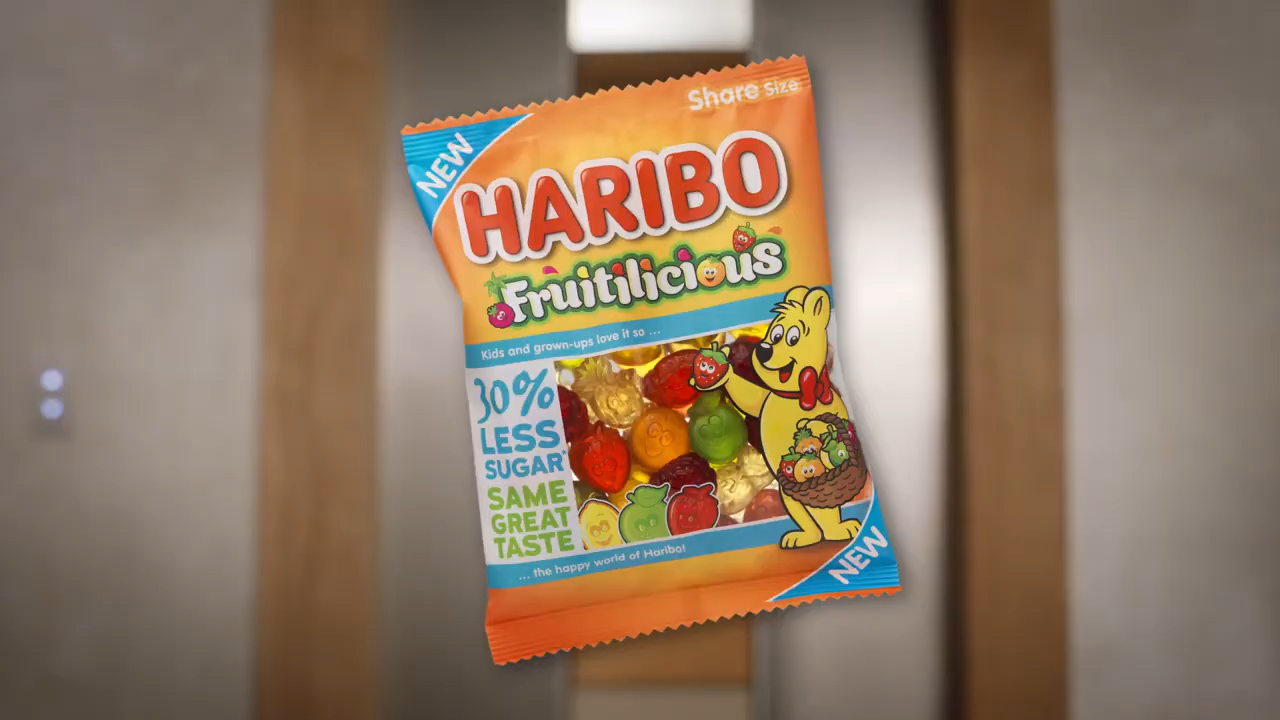 Share Size
NEW
HARIBO
Fruitilicious
Kids and grown-ups love it so ...
30%
LESS
SUGAR*
SAME
GREAT
TASTE
... the happy world of Haribo!
NEW